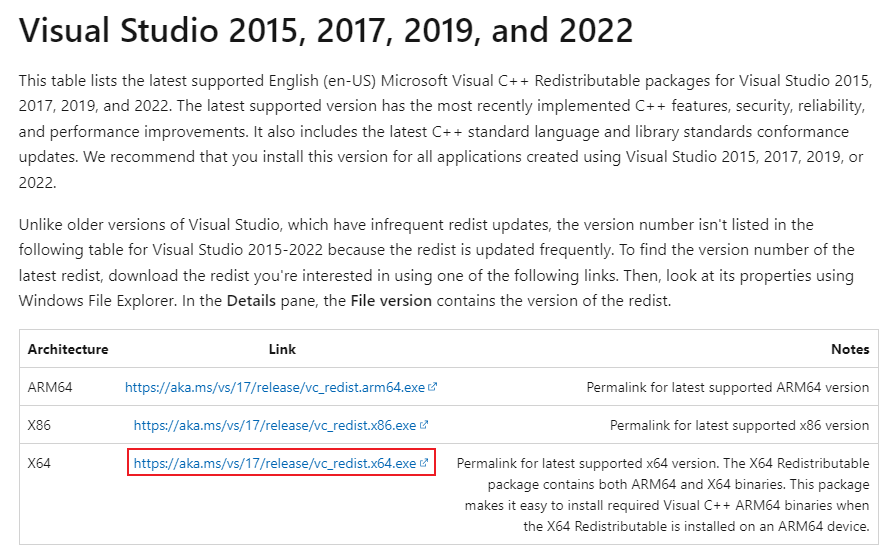 Visual Studio 2015, 2017, 2019, and 2022
This table lists the latest supported English (en-US) Microsoft Visual C++ Redistributable packages for Visual Studio 2015,
2017, 2019, and 2022. The latest supported version has the most recently implemented C++ features, security, reliability,
and performance improvements. It also includes the latest C++ standard language and library standards conformance
updates. We recommend that you install this version for all applications created using Visual Studio 2015, 2017, 2019, or
2022.
Unlike older versions of Visual Studio, which have infrequent redist updates, the version number isn't listed in the
following table for Visual Studio 2015-2022 because the redist is updated frequently. To find the version number of the
latest redist, download the redist you're interested in using one of the following links. Then, look at its properties using
Windows File Explorer. In the Details pane, the File version contains the version of the redist.
Architecture Link Notes
ARM64 https://aka.ms/vs/17/release/vc_redist.arm64.exe Permalink for latest supported ARM64 version
X86 https://aka.ms/vs/17/release/vc_redist.x86.exe Permalink for latest supported x86 version
X64 https://aka.ms/vs/17/release/vc_redist.x64.exe Permalink for latest supported x64 version. The X64 Redistributable
package contains both ARM64 and X64 binaries. This package
makes it easy to install required Visual C++ ARM64 binaries when
the X64 Redistributable is installed on an ARM64 device.